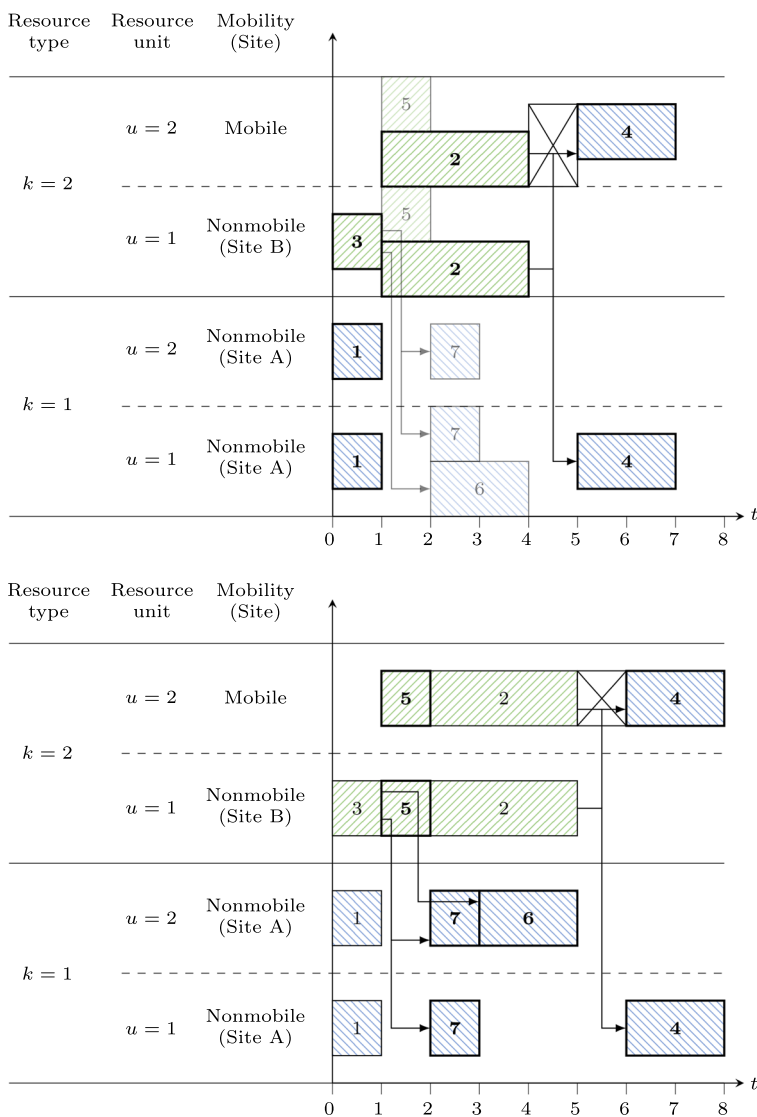 Resource Resource Mobility
type unit (Site)
5
u = 2 Mobile 4
2
k = 2
5
u = 1 Nonmobile 3
(Site B) 2
u = 2 Nonmobile 1 7
(Site A)
k = 1
7
u = 1 Nonmobile 1 4
(Site A) 6
0 1 2 3 4 5 6 7 8 t
Resource Resource Mobility
type unit (Site)
u = 2 Mobile 5 2 4
k = 2
u = 1 Nonmobile 3 5 2
(Site B)
u = 2 Nonmobile 1 7 6
(Site A)
k = 1
u = 1 Nonmobile 1 7 4
(Site A)
0 1 2 3 4 5 6 7 8 t